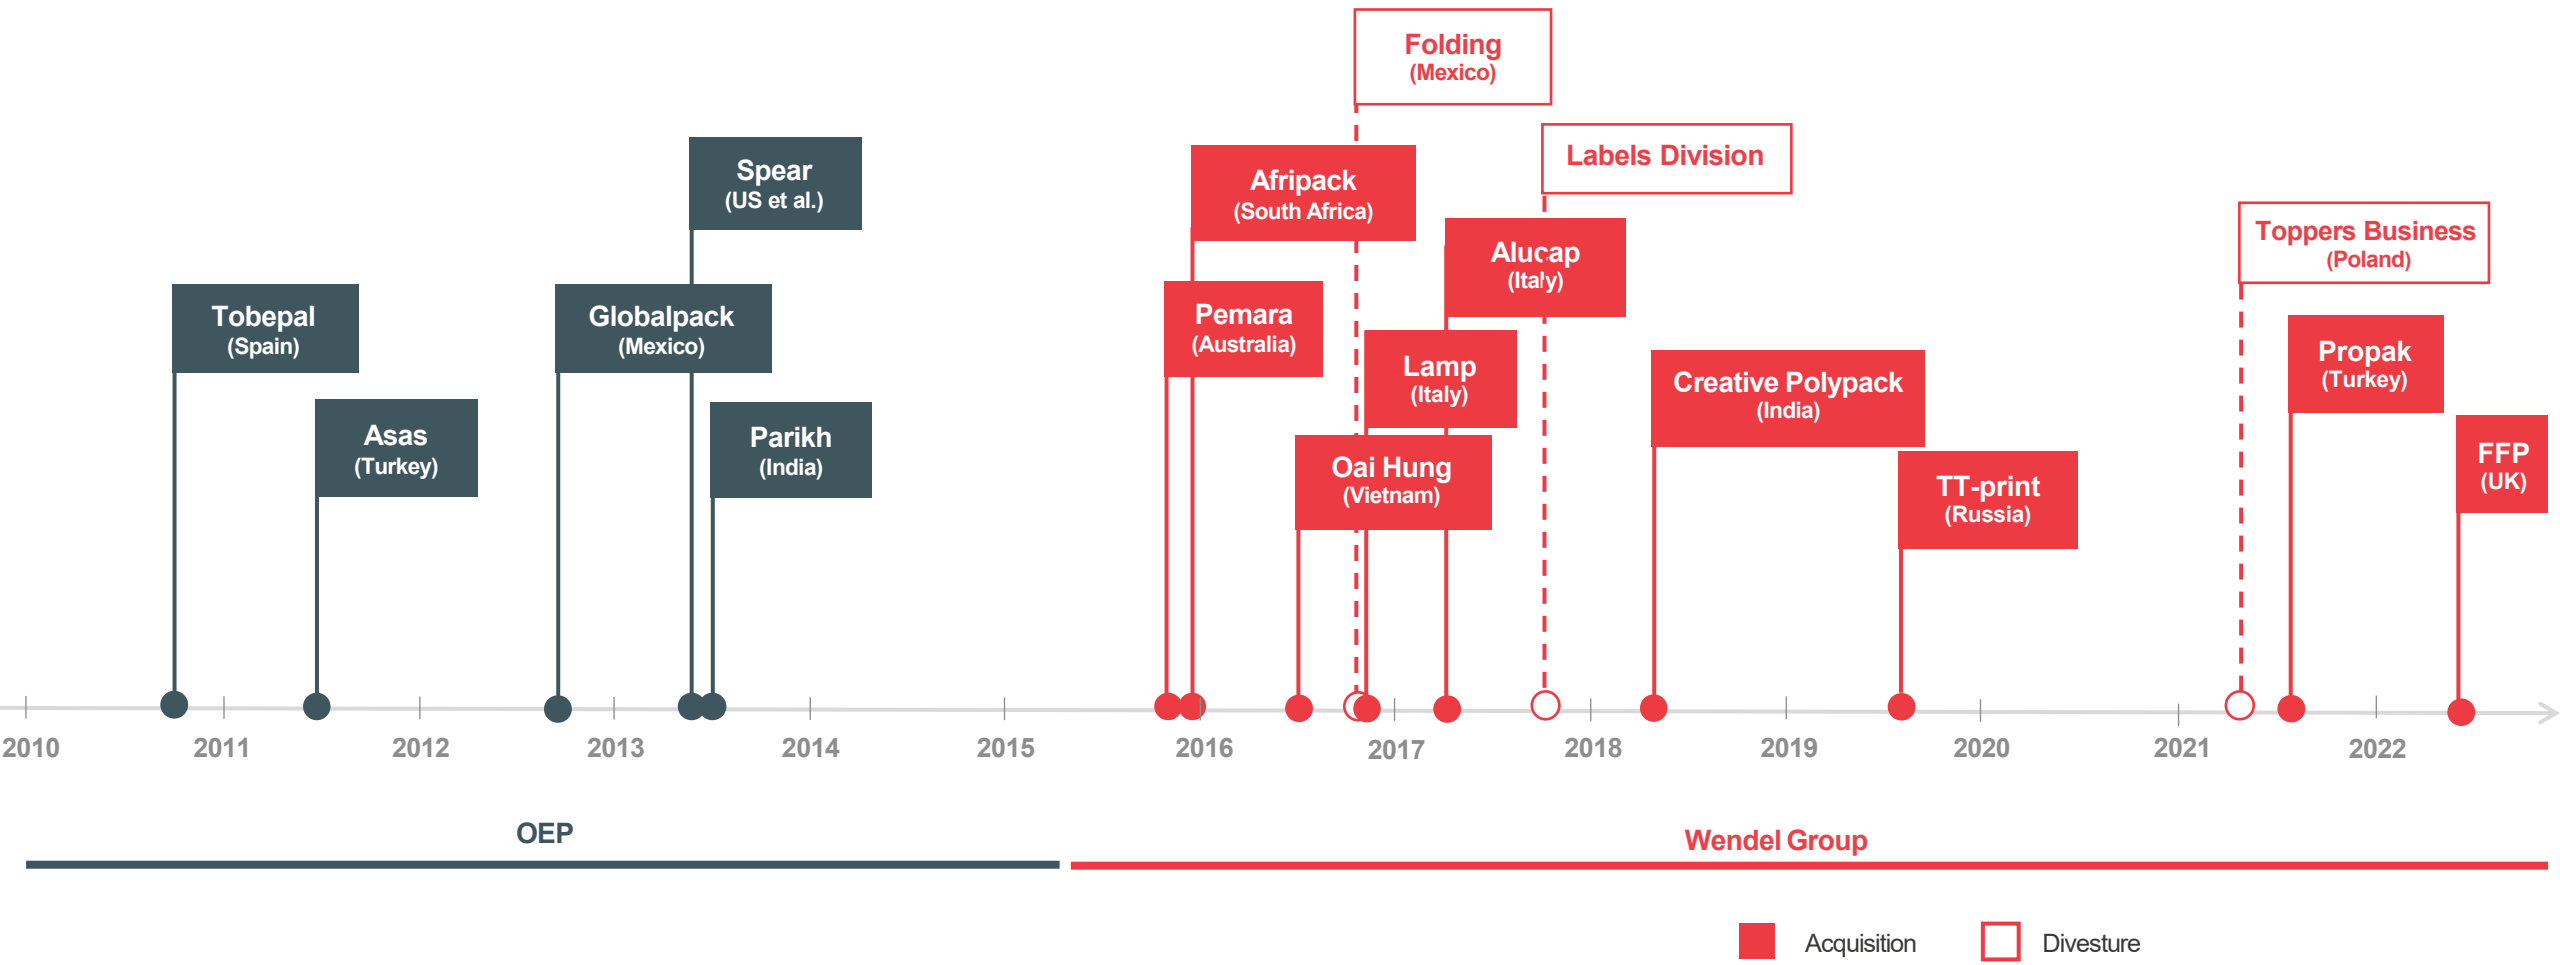 Folding
(Mexico)
Labels Division
Spear
(US et al.)
Afripack
(South Africa)
Alucap
(Italy)
Toppers Business
(Poland)
Tobepal
(Spain)
Globalpack
(Mexico)
Pemara
(Australia)
Lamp
(Italy)
Creative Polypack
(India)
Propak
(Turkey)
Asas
(Turkey)
Parikh
(India)
Oai Hung
(Vietnam)
TT-print
(Russia)
FFP
(UK)
2010 2011 2012 2013 2014 2015 2016 2017 2018 2019 2020 2021 2022
OEP
Wendel Group
Acquisition
Divesture